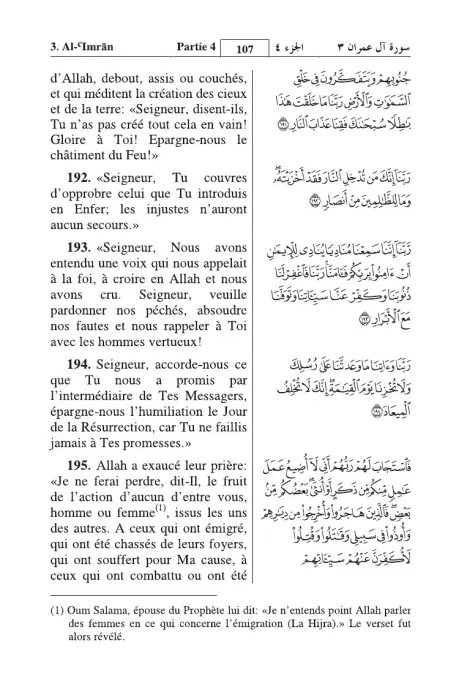 3. Al-ʿImrān
Partie 4
107
الجزء ٤
سورة آل عمران ٣
d'Allah, debout, assis ou couchés,
et qui méditent la création des cieux
et de la terre: «Seigneur, disent-ils,
Tu n'as pas créé tout cela en vain!
Gloire à Toi! Epargne-nous le
châtiment du Feu!»
192. «Seigneur, Tu couvres
d'opprobre celui que Tu introduis
en Enfer; les injustes n'auront
aucun secours.»
193. «Seigneur, Nous avons
entendu une voix qui nous appelait
à la foi, à croire en Allah et nous
avons cru. Seigneur, veuille
pardonner nos péchés, absoudre
nos fautes et nous rappeler à Toi
avec les hommes vertueux!
194. Seigneur, accorde-nous ce
que Tu nous a promis par
l'intermédiaire de Tes Messagers,
épargne-nous l'humiliation le Jour
de la Résurrection, car Tu ne faillis
jamais à Tes promesses.»
195. Allah a exaucé leur prière:
«Je ne ferai perdre, dit-Il, le fruit
de l'action d'aucun d'entre vous,
homme ou femme(1), issus les uns
des autres. A ceux qui ont émigré,
qui ont été chassés de leurs foyers,
qui ont souffert pour Ma cause, à
ceux qui ont combattu ou ont été
جُنُوبِهِمْ وَيَتَفَكَّرُونَ فِي خَلْقِ
ٱلسَّمَٰوَٰتِ وَٱلْأَرْضِ رَبَّنَا مَا خَلَقْتَ هَٰذَا
بَٰطِلًا سُبْحَٰنَكَ فَقِنَا عَذَابَ ٱلنَّارِ ١٩١
رَبَّنَآ إِنَّكَ مَن تُدْخِلِ ٱلنَّارَ فَقَدْ أَخْزَيْتَهُۥ
وَمَا لِلظَّٰلِمِينَ مِنْ أَنصَارٍ ١٩٢
رَّبَّنَآ إِنَّنَا سَمِعْنَا مُنَادِيًا يُنَادِي لِلْإِيمَٰنِ
أَنْ ءَامِنُوا۟ بِرَبِّكُمْ فَـَٔامَنَّا رَبَّنَا فَٱغْفِرْ لَنَا
ذُنُوبَنَا وَكَفِّرْ عَنَّا سَيِّـَٔاتِنَا وَتَوَفَّنَا
مَعَ ٱلْأَبْرَارِ ١٩٣
رَبَّنَا وَءَاتِنَا مَا وَعَدتَّنَا عَلَىٰ رُسُلِكَ
وَلَا تُخْزِنَا يَوْمَ ٱلْقِيَٰمَةِ إِنَّكَ لَا تُخْلِفُ
ٱلْمِيعَادَ ١٩٤
فَٱسْتَجَابَ لَهُمْ رَبُّهُمْ أَنِّي لَآ أُضِيعُ عَمَلَ
عَٰمِلٍ مِّنكُم مِّن ذَكَرٍ أَوْ أُنثَىٰ بَعْضُكُم مِّنۢ
بَعْضٍ فَٱلَّذِينَ هَاجَرُوا۟ وَأُخْرِجُوا۟ مِن دِيَٰرِهِمْ
وَأُوذُوا۟ فِي سَبِيلِي وَقَٰتَلُوا۟ وَقُتِلُوا۟
لَأُكَفِّرَنَّ عَنْهُمْ سَيِّـَٔاتِهِمْ
(1) Oum Salama, épouse du Prophète lui dit: «Je n'entends point Allah parler
des femmes en ce qui concerne l'émigration (La Hijra).» Le verset fut
alors révélé.